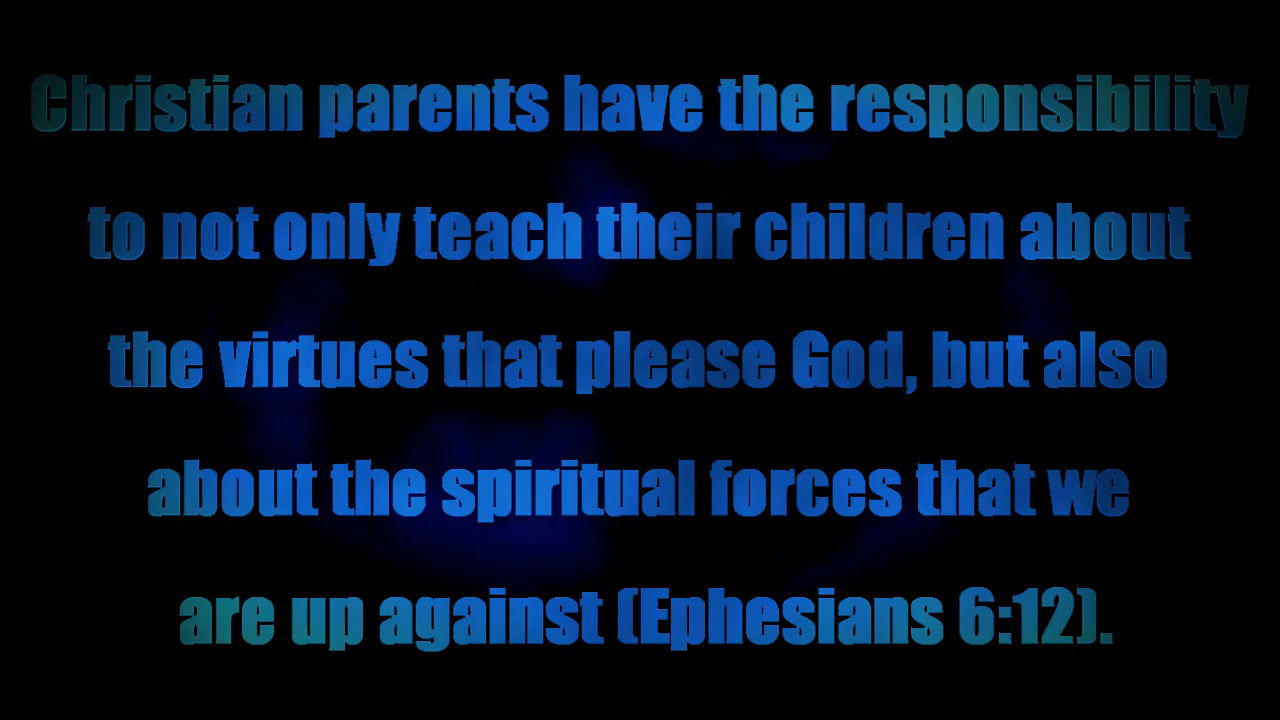 Christian parents have the responsibility
to not only teach their children about
the virtues that please God, but also
about the spiritual forces that we
are up against (Ephesians 6:12).